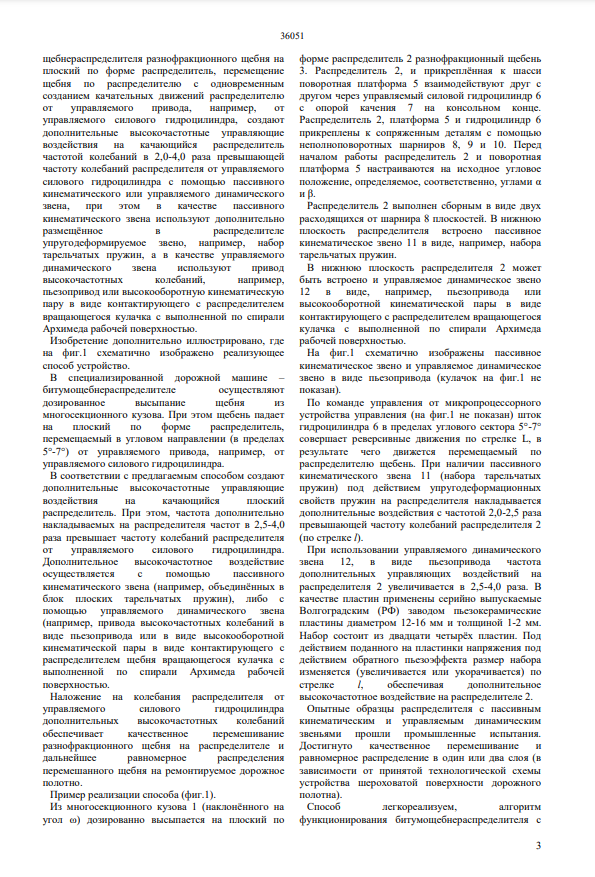 36051
щебнераспределителя разнофракционного щебня на
плоский по форме распределитель, перемещение
щебня по распределителю с одновременным
созданием качательных движений распределителю
от управляемого привода, например, от
управляемого силового гидроцилиндра, создают
дополнительные высокочастотные управляющие
воздействия на качающийся распределитель
частотой колебаний в 2,0-4,0 раза превышающей
частоту колебаний распределителя от управляемого
силового гидроцилиндра с помощью пассивного
кинематического или управляемого динамического
звена, при этом в качестве пассивного
кинематического звена используют дополнительно
размещённое в распределителе
упругодеформируемое звено, например, набор
тарельчатых пружин, а в качестве управляемого
динамического звена используют привод
высокочастотных колебаний, например,
пьезопривод или высокооборотную кинематическую
пару в виде контактирующего с распределителем
вращающегося кулачка с выполненной по спирали
Архимеда рабочей поверхностью.
Изобретение дополнительно иллюстрировано, где
на фиг.1 схематично изображено реализующее
способ устройство.
В специализированной дорожной машине –
битумощебнераспределителе осуществляют
дозированное высыпание щебня из
многосекционного кузова. При этом щебень падает
на плоский по форме распределитель,
перемещаемый в угловом направлении (в пределах
5°-7°) от управляемого привода, например, от
управляемого силового гидроцилиндра.
В соответствии с предлагаемым способом создают
дополнительные высокочастотные управляющие
воздействия на качающийся плоский
распределитель. При этом, частота дополнительно
накладываемых на распределителя частот в 2,5-4,0
раза превышает частоту колебаний распределителя
от управляемого силового гидроцилиндра.
Дополнительное высокочастотное воздействие
осуществляется с помощью пассивного
кинематического звена (например, объединённых в
блок плоских тарельчатых пружин), либо с
помощью управляемого динамического звена
(например, привода высокочастотных колебаний в
виде пьезопривода или в виде высокооборотной
кинематической пары в виде контактирующего с
распределителем щебня вращающегося кулачка с
выполненной по спирали Архимеда рабочей
поверхностью.
Наложение на колебания распределителя от
управляемого силового гидроцилиндра
дополнительных высокочастотных колебаний
обеспечивает качественное перемешивание
разнофракционного щебня на распределителе и
дальнейшее равномерное распределения
перемешанного щебня на ремонтируемое дорожное
полотно.
Пример реализации способа (фиг.1).
Из многосекционного кузова 1 (наклонённого на
угол ω) дозированно высыпается на плоский по
форме распределитель 2 разнофракционный щебень
3. Распределитель 2, и прикреплённая к шасси
поворотная платформа 5 взаимодействуют друг с
другом через управляемый силовой гидроцилиндр 6
с опорой качения 7 на консольном конце.
Распределитель 2, платформа 5 и гидроцилиндр 6
прикреплены к сопряженным деталям с помощью
неполноповоротных шарниров 8, 9 и 10. Перед
началом работы распределитель 2 и поворотная
платформа 5 настраиваются на исходное угловое
положение, определяемое, соответственно, углами α
и β.
Распределитель 2 выполнен сборным в виде двух
расходящихся от шарнира 8 плоскостей. В нижнюю
плоскость распределителя встроено пассивное
кинематическое звено 11 в виде, например, набора
тарельчатых пружин.
В нижнюю плоскость распределителя 2 может
быть встроено и управляемое динамическое звено
12 в виде, например, пьезопривода или
высокооборотной кинематической пары в виде
контактирующего с распределителем вращающегося
кулачка с выполненной по спирали Архимеда
рабочей поверхностью.
На фиг.1 схематично изображены пассивное
кинематическое звено и управляемое динамическое
звено в виде пьезопривода (кулачок на фиг.1 не
показан).
По команде управления от микропроцессорного
устройства управления (на фиг.1 не показан) шток
гидроцилиндра 6 в пределах углового сектора 5°-7°
совершает реверсивные движения по стрелке L, в
результате чего движется перемещаемый по
распределителю щебень. При наличии пассивного
кинематического звена 11 (набора тарельчатых
пружин) под действием упругодеформационных
свойств пружин на распределителя накладывается
дополнительные воздействия с частотой 2,0-2,5 раза
превышающей частоту колебаний распределителя 2
(по стрелке l).
При использовании управляемого динамического
звена 12, в виде пьезопривода частота
дополнительных управляющих воздействий на
распределителя 2 увеличивается в 2,5-4,0 раза. В
качестве пластин применены серийно выпускаемые
Волгоградским (РФ) заводом пьезокерамические
пластины диаметром 12-16 мм и толщиной 1-2 мм.
Набор состоит из двадцати четырёх пластин. Под
действием поданного на пластинки напряжения под
действием обратного пьезоэффекта размер набора
изменяется (увеличивается или укорачивается) по
стрелке l, обеспечивая дополнительное
высокочастотное воздействие на распределителе 2.
Опытные образцы распределителя с пассивным
кинематическим и управляемым динамическим
звеньями прошли промышленные испытания.
Достигнуто качественное перемешивание и
равномерное распределение в один или два слоя (в
зависимости от принятой технологической схемы
устройства шероховатой поверхности дорожного
полотна).
Способ легкореализуем, алгоритм
функционирования битумощебнераспределителя с
3